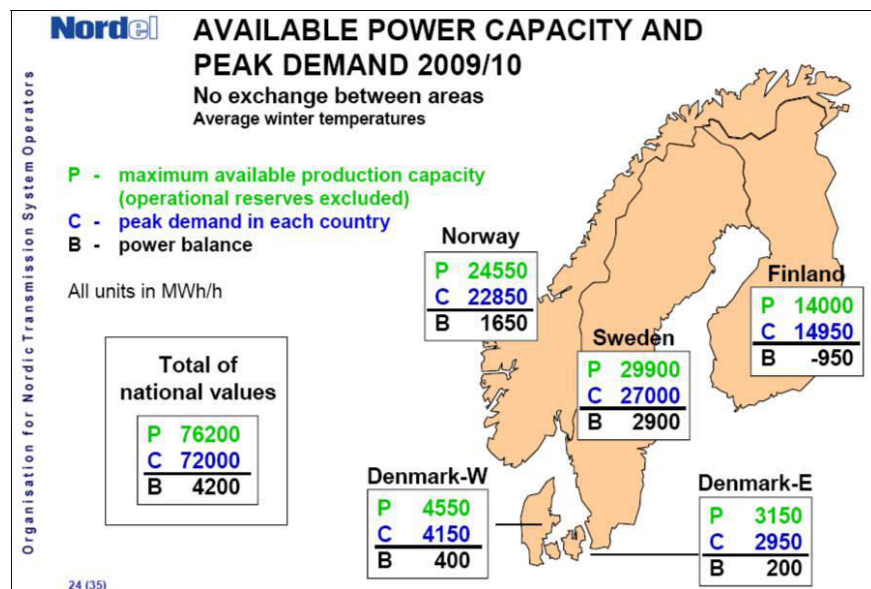 Nordel
AVAILABLE POWER CAPACITY AND
PEAK DEMAND 2009/10
No exchange between areas
Average winter temperatures
Organisation for Nordic Transmission System Operators
P - maximum available production capacity
(operational reserves excluded)
C - peak demand in each country
B - power balance
All units in MWh/h
Norway
P 24550
C 22850
B 1650
Finland
P 14000
C 14950
B -950
Sweden
P 29900
C 27000
B 2900
Total of
national values
P 76200
C 72000
B 4200
Denmark-W
P 4550
C 4150
B 400
Denmark-E
P 3150
C 2950
B 200
24 (35)